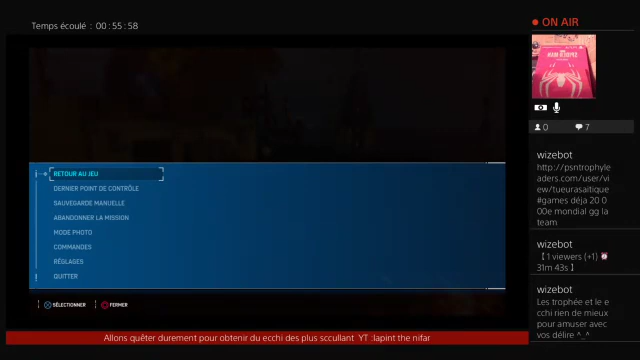 Temps écoulé : 00:55:58
ON AIR
0
7
RETOUR AU JEU
DERNIER POINT DE CONTRÔLE
SAUVEGARDE MANUELLE
ABANDONNER LA MISSION
MODE PHOTO
COMMANDES
RÉGLAGES
QUITTER
SÉLECTIONNER
FERMER
wizebot
http://psntrophyle
aders.com/user/vi
ew/tueurasaitique
#games déja 20 0
00e mondial gg la
team
wizebot
【 1 viewers (+1) ⏰
31m 43s 】
wizebot
Les trophée et le e
cchi rien de mieux
pour amuser avec
vos délire ^_^
Allons quêter durement pour obtenir du ecchi des plus scculant YT :lapint the nifar